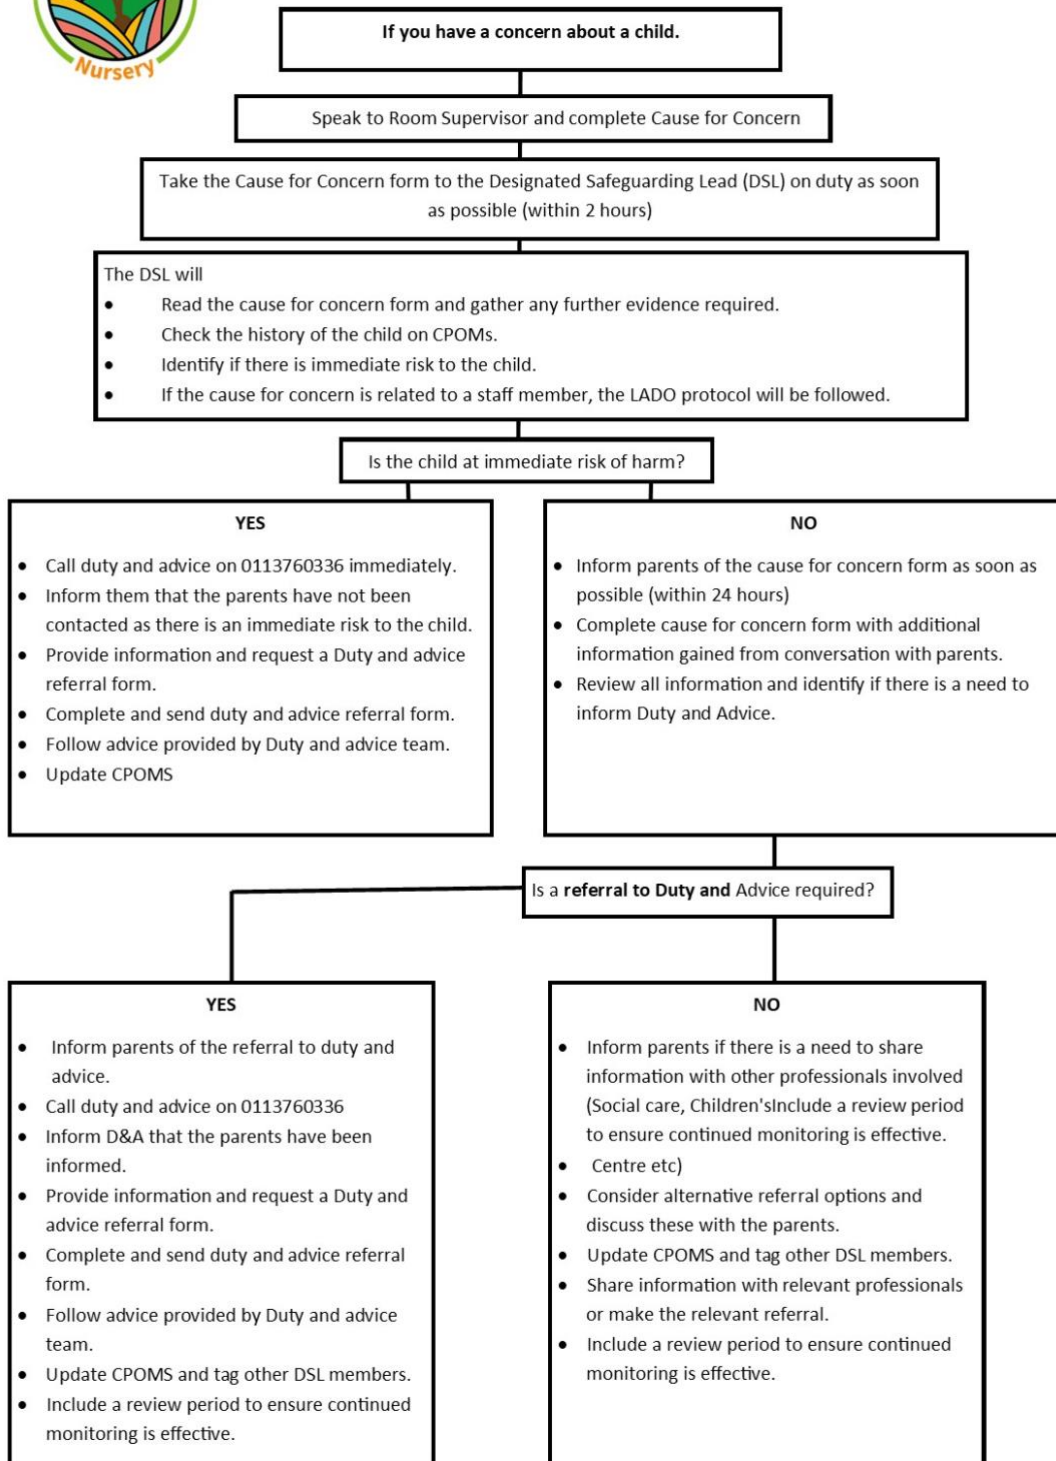 Nursery
If you have a concern about a child.
Speak to Room Supervisor and complete Cause for Concern
Take the Cause for Concern form to the Designated Safeguarding Lead (DSL) on duty as soon
as possible (within 2 hours)
The DSL will
• Read the cause for concern form and gather any further evidence required.
• Check the history of the child on CPOMs.
• Identify if there is immediate risk to the child.
• If the cause for concern is related to a staff member, the LADO protocol will be followed.
Is the child at immediate risk of harm?
YES
• Call duty and advice on 0113760336 immediately.
• Inform them that the parents have not been
contacted as there is an immediate risk to the child.
• Provide information and request a Duty and advice
referral form.
• Complete and send duty and advice referral form.
• Follow advice provided by Duty and advice team.
• Update CPOMS
NO
• Inform parents of the cause for concern form as soon as
possible (within 24 hours)
• Complete cause for concern form with additional
information gained from conversation with parents.
• Review all information and identify if there is a need to
inform Duty and Advice.
Is a referral to Duty and Advice required?
YES
• Inform parents of the referral to duty and
advice.
• Call duty and advice on 0113760336
• Inform D&A that the parents have been
informed.
• Provide information and request a Duty and
advice referral form.
• Complete and send duty and advice referral
form.
• Follow advice provided by Duty and advice
team.
• Update CPOMS and tag other DSL members.
• Include a review period to ensure continued
monitoring is effective.
NO
• Inform parents if there is a need to share
information with other professionals involved
(Social care, Children'sInclude a review period
to ensure continued monitoring is effective.
• Centre etc)
• Consider alternative referral options and
discuss these with the parents.
• Update CPOMS and tag other DSL members.
• Share information with relevant professionals
or make the relevant referral.
• Include a review period to ensure continued
monitoring is effective.